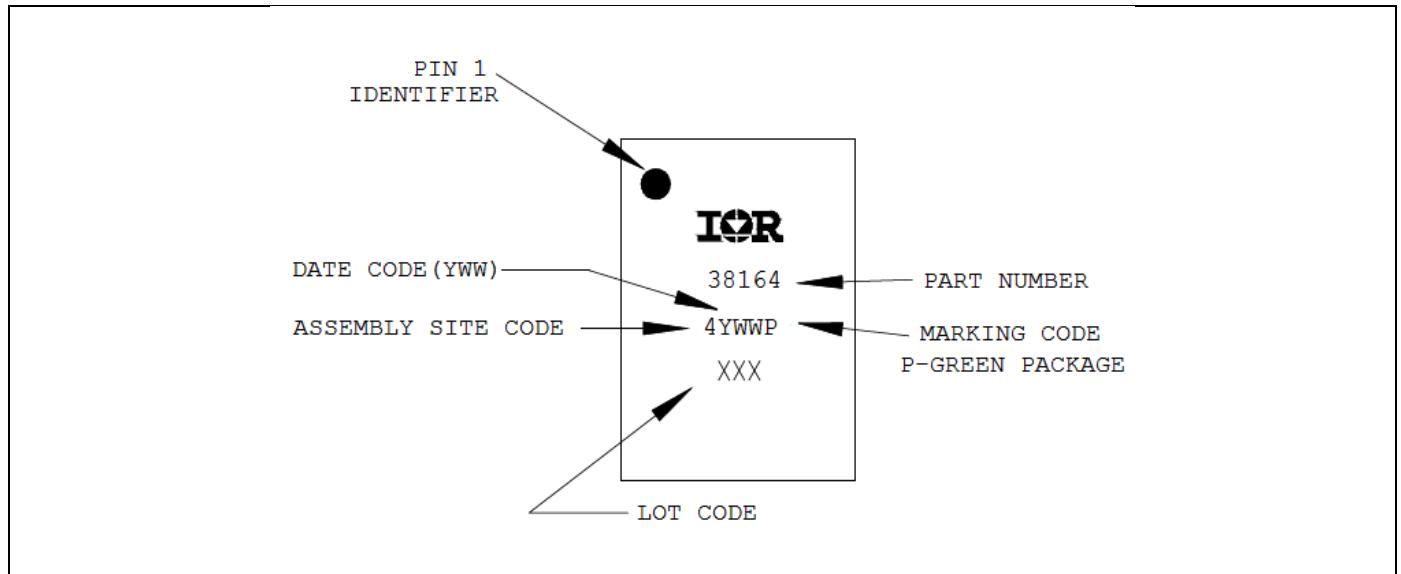 PIN 1
IDENTIFIER
IOR
DATE CODE(YWW)
38164
PART NUMBER
ASSEMBLY SITE CODE
4YWWP
MARKING CODE
P-GREEN PACKAGE
XXX
LOT CODE